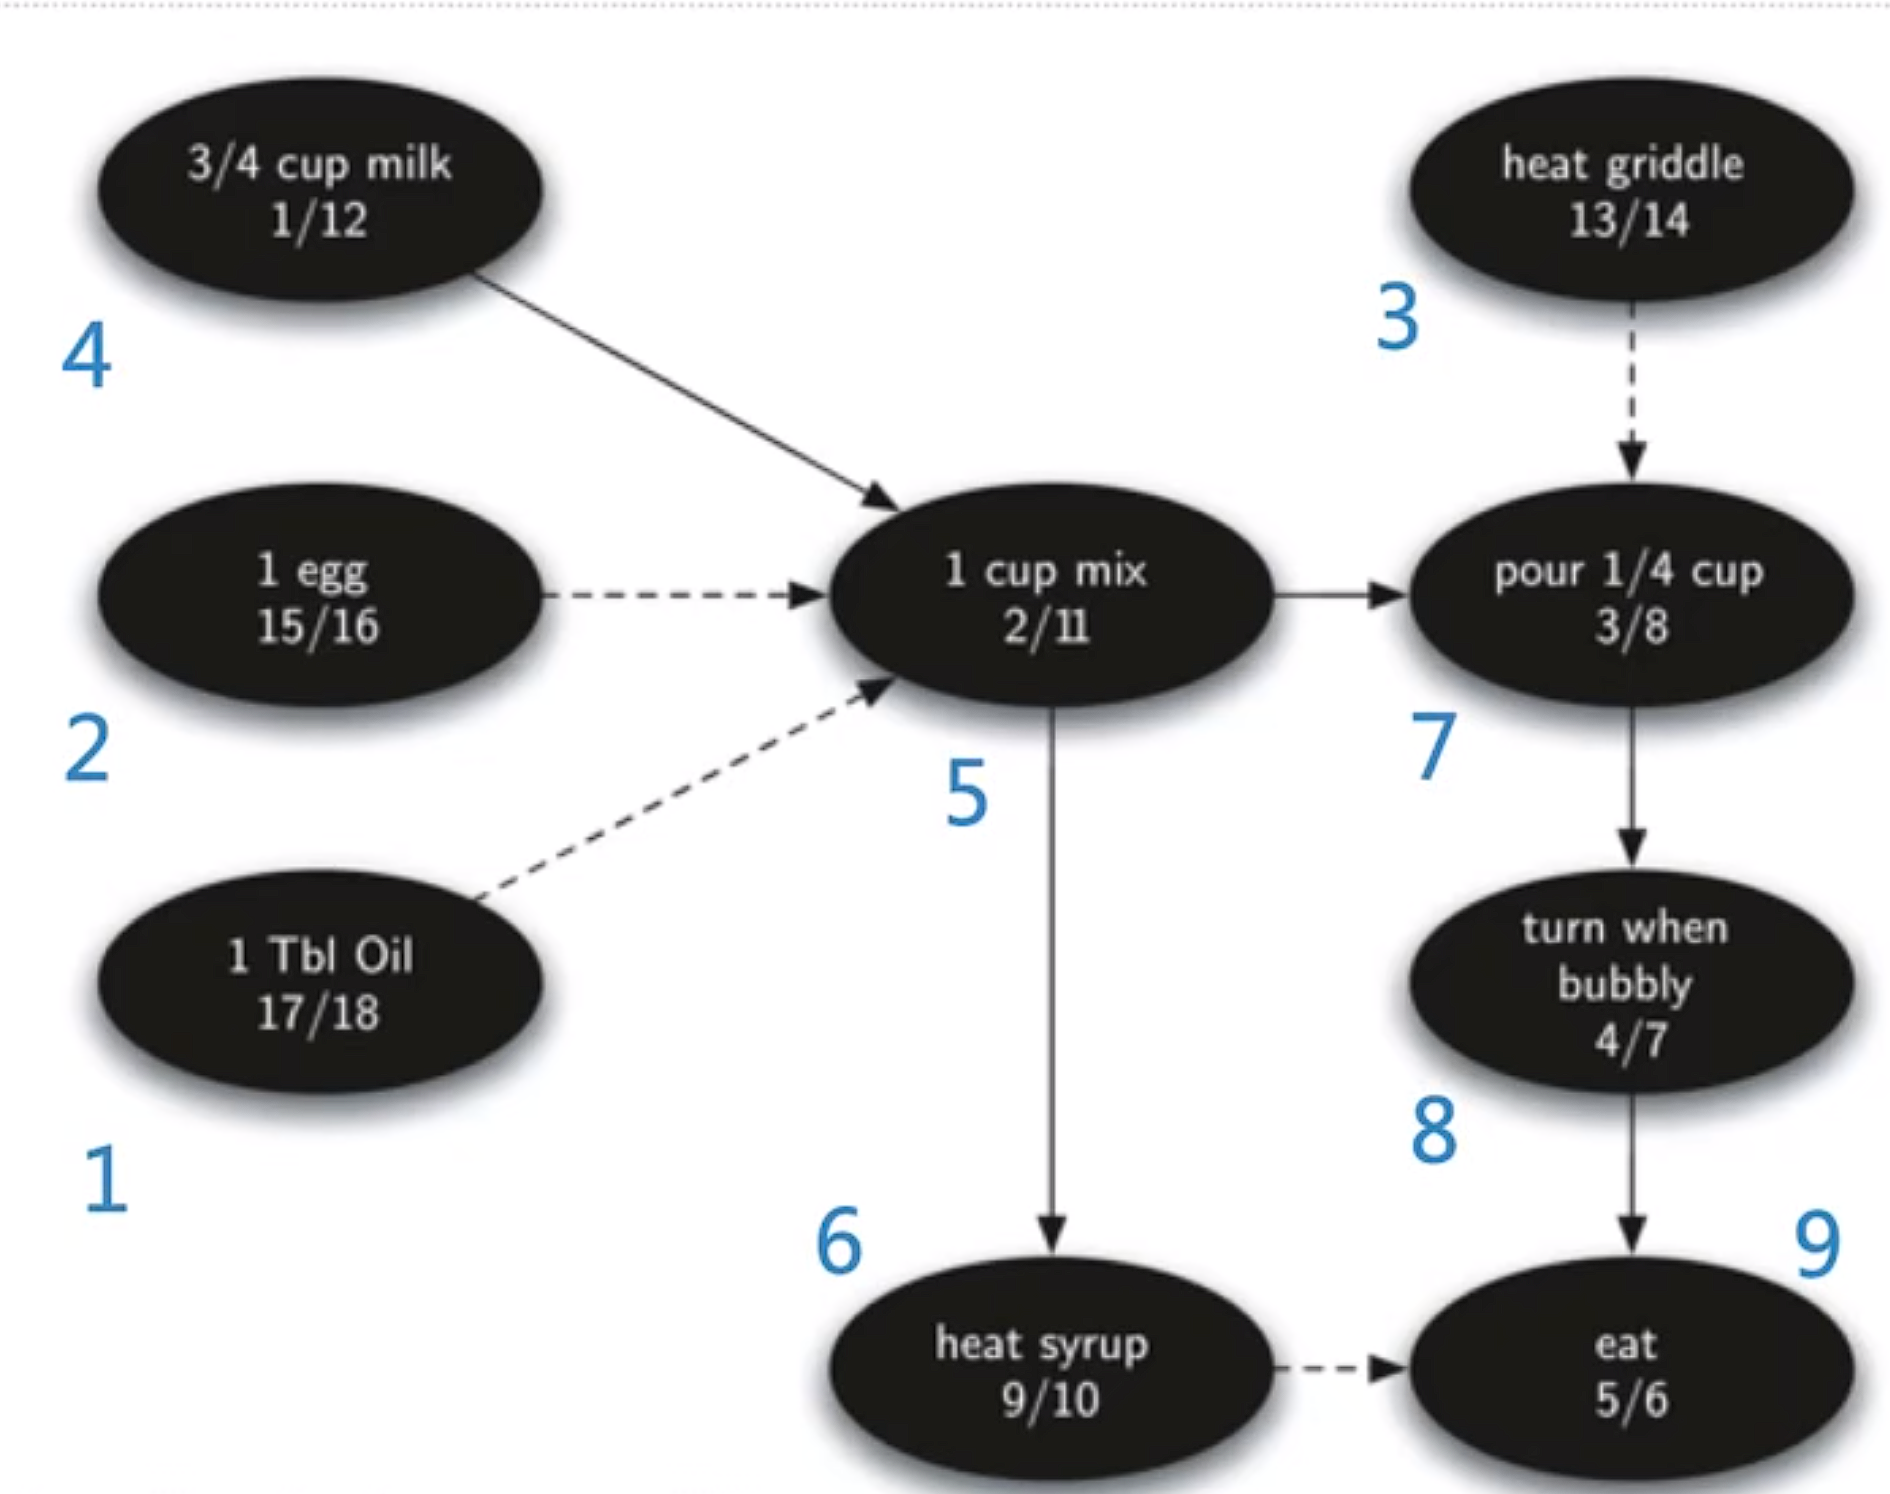 3/4 cup milk
1/12
4
heat griddle
13/14
3
1 egg
15/16
2
1 cup mix
2/11
5
pour 1/4 cup
3/8
7
1 Tbl Oil
17/18
1
turn when
bubbly
4/7
8
heat syrup
9/10
6
eat
5/6
9